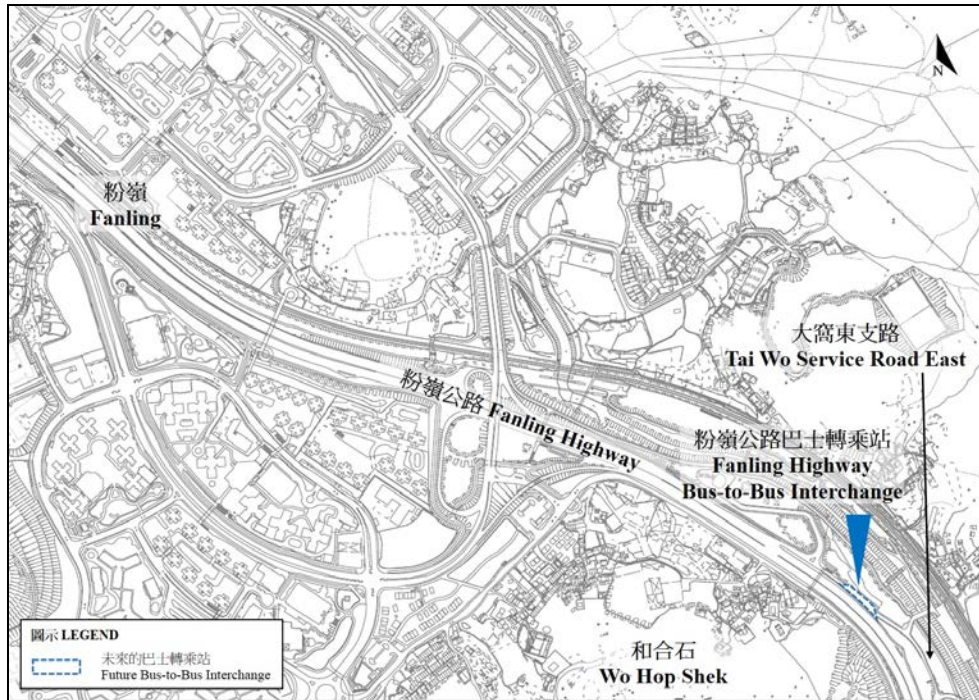 N
粉嶺
Fanling
大窩東支路
Tai Wo Service Road East
粉嶺公路 Fanling Highway
粉嶺公路巴士轉乘站
Fanling Highway
Bus-to-Bus Interchange
和合石
Wo Hop Shek
圖示 LEGEND
未來的巴士轉乘站
Future Bus-to-Bus Interchange